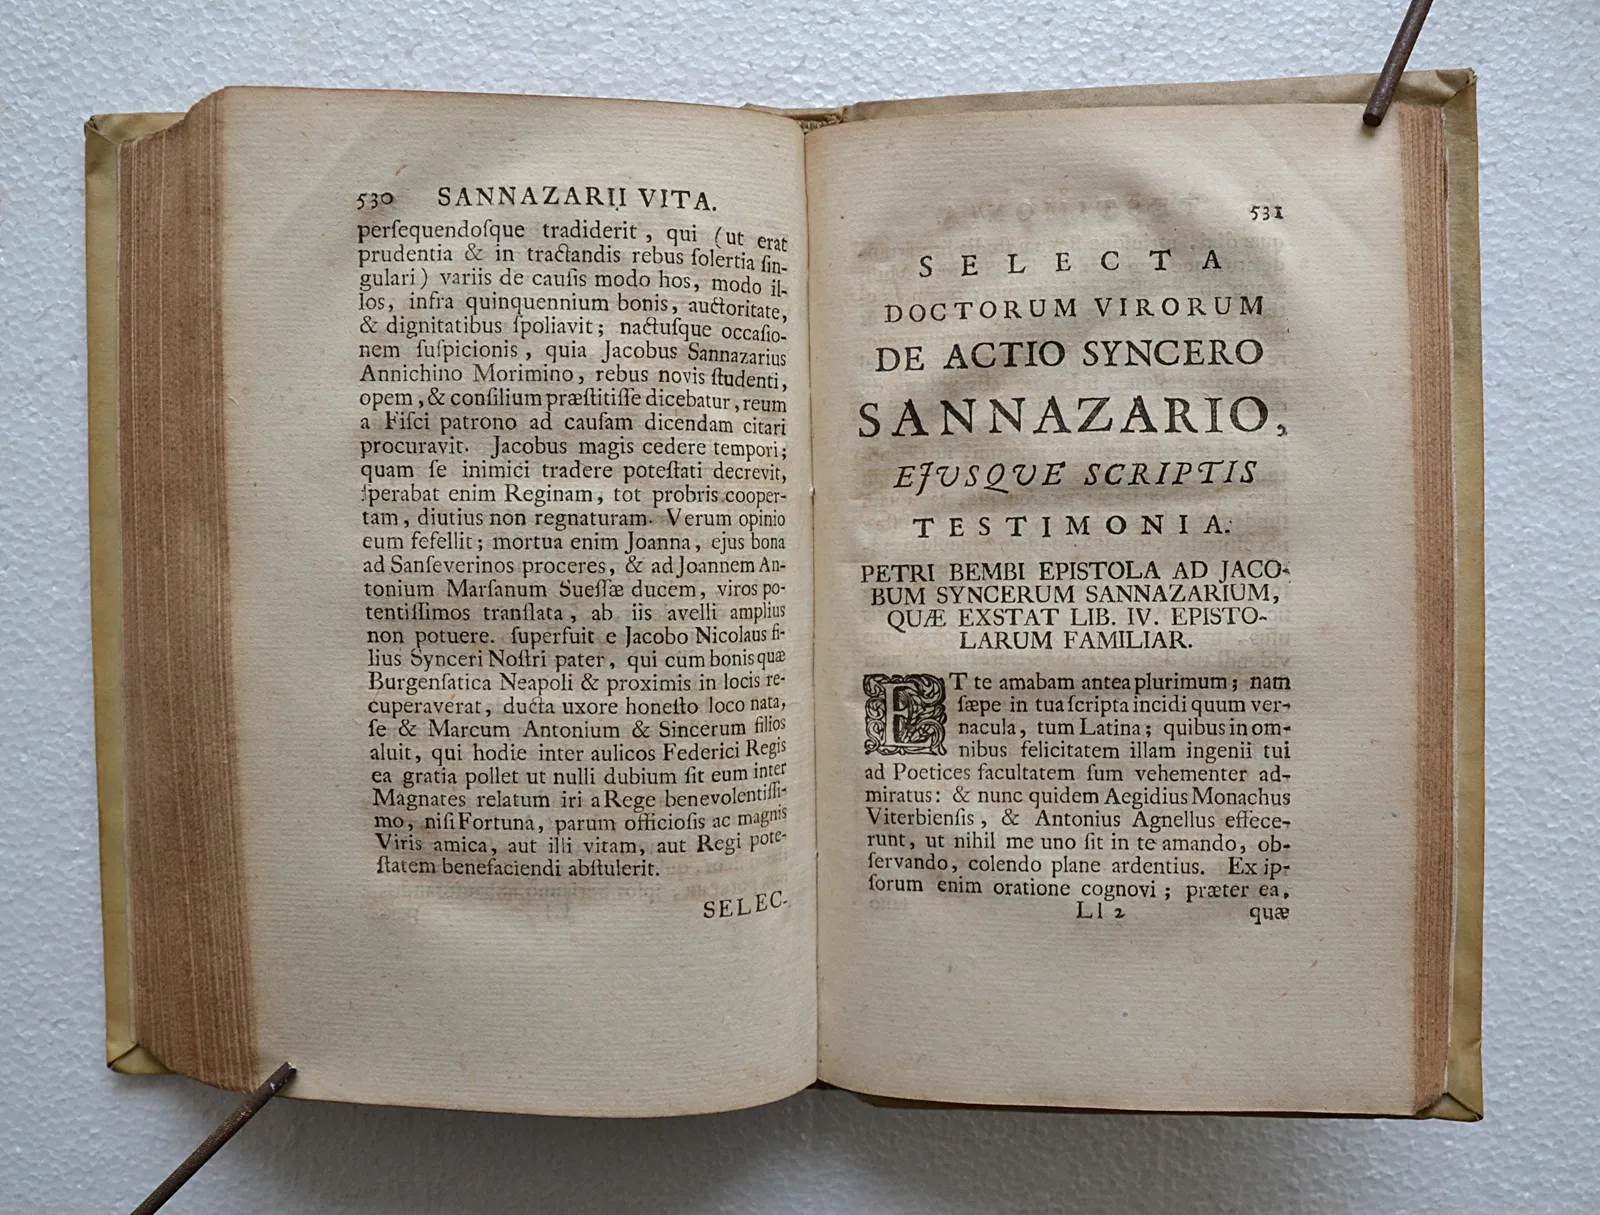 530 SANNAZARII VITA.
perſequendoſque tradiderit, qui (ut erat
prudentia & in tractandis rebus ſolertia ſin-
gulari) variis de cauſis modo hos, modo il-
los, infra quinquennium bonis, auctoritate,
& dignitatibus ſpoliavit; nactuſque occaſio-
nem ſuſpicionis, quia Jacobus Sannazarius
Annichino Morimino, rebus novis ſtudenti,
opem, & conſilium præſtitiſſe dicebatur, reum
a Fiſci patrono ad cauſam dicendam citari
procuravit. Jacobus magis cedere tempori;
quam ſe inimici tradere poteſtati decrevit,
ſperabat enim Reginam, tot probris cooper-
tam, diutius non regnaturam. Verum opinio
eum fefellit; mortua enim Joanna, ejus bona
ad Sanſeverinos proceres, & ad Joannem An-
tonium Marſanum Sueſſæ ducem, viros po-
tentiſſimos tranſlata, ab iis avelli amplius
non potuere. ſuperfuit e Jacobo Nicolaus fi-
lius Synceri Noſtri pater, qui cum bonis quæ
Burgenſatica Neapoli & proximis in locis re-
cuperaverat, ducta uxore honeſto loco nata,
ſe & Marcum Antonium & Sincerum filios
aluit, qui hodie inter aulicos Federici Regis
ea gratia pollet ut nulli dubium ſit eum inter
Magnates relatum iri a Rege benevolentiſſi-
mo, niſi Fortuna, parum officioſis ac magnis
Viris amica, aut illi vitam, aut Regi pote-
ſtatem benefaciendi abſtulerit.
SELEC-
531
SELECTA
DOCTORUM VIRORUM
DE ACTIO SYNCERO
SANNAZARIO,
EJUSQUE SCRIPTIS
TESTIMONIA.
PETRI BEMBI EPISTOLA AD JACO-
BUM SYNCERUM SANNAZARIUM,
QUÆ EXSTAT LIB. IV. EPISTO-
LARUM FAMILIAR.
ET te amabam antea plurimum; nam
ſæpe in tua ſcripta incidi quum ver-
nacula, tum Latina; quibus in om-
nibus felicitatem illam ingenii tui
ad Poetices facultatem ſum vehementer ad-
miratus: & nunc quidem Aegidius Monachus
Viterbienſis, & Antonius Agnellus effece-
runt, ut nihil me uno ſit in te amando, ob-
ſervando, colendo plane ardentius. Ex ip-
ſorum enim oratione cognovi; præter ea,
Ll 2 quæ